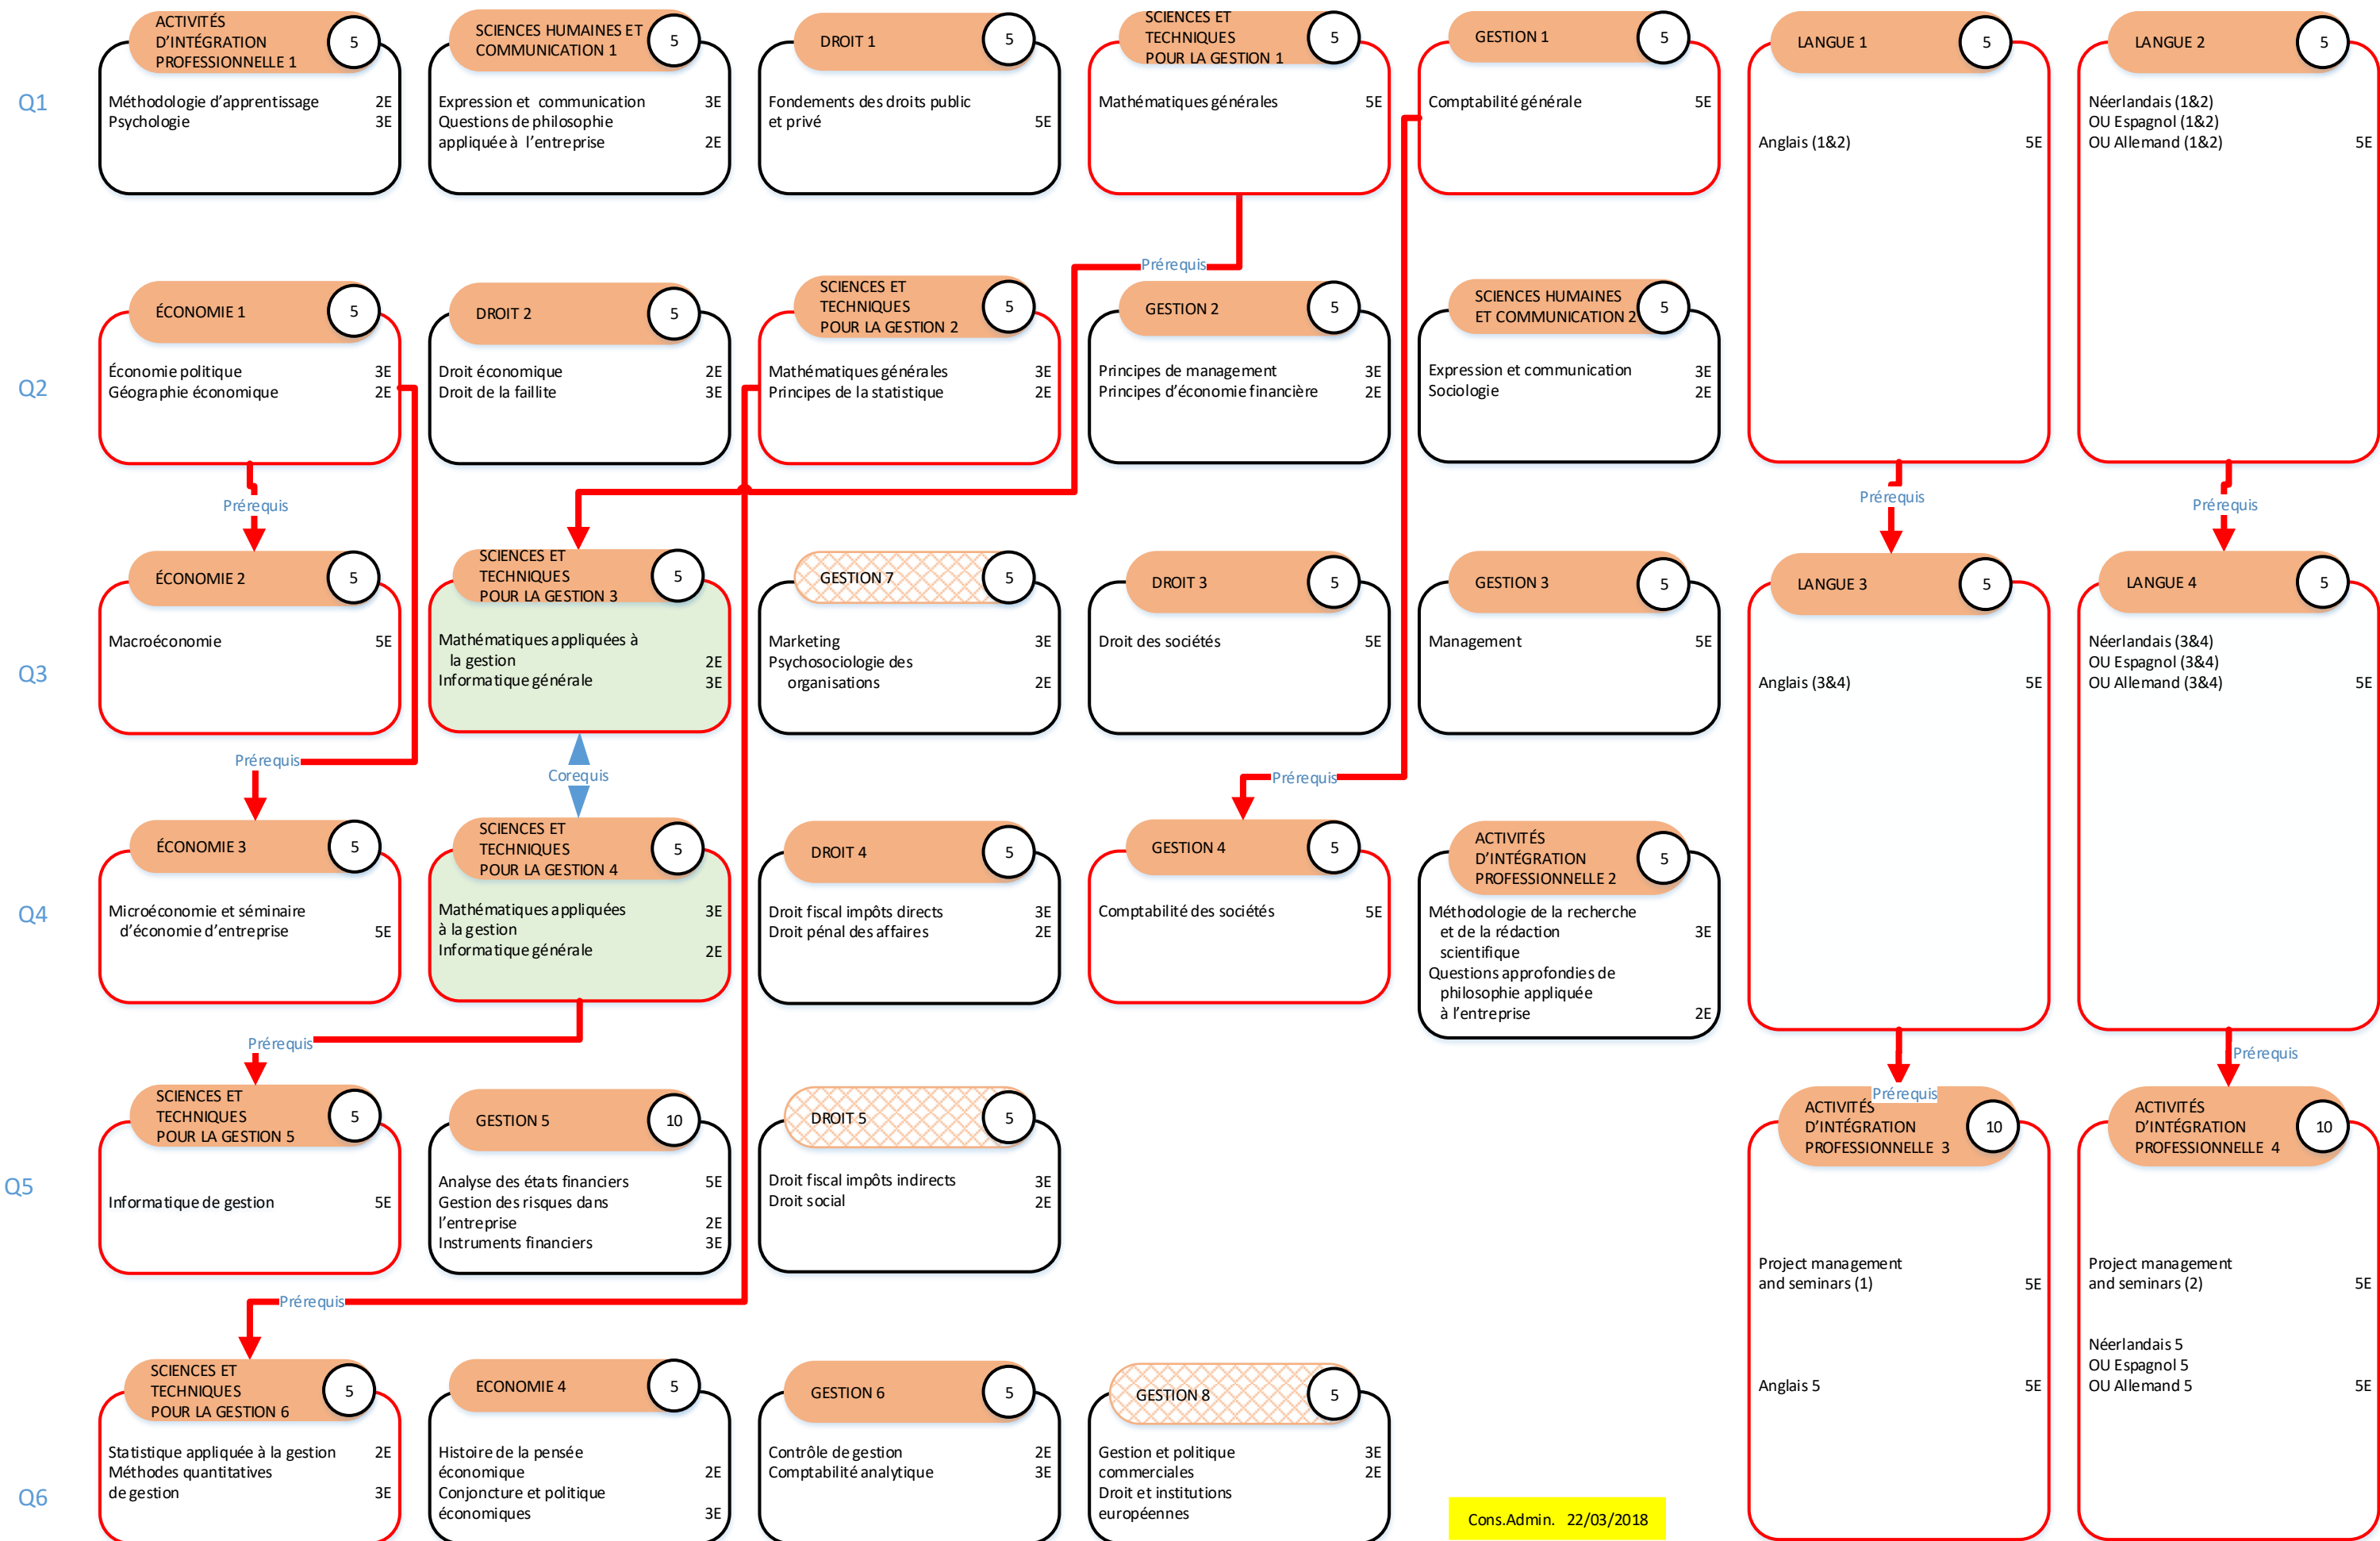 Q1
ACTIVITÉS
D’INTÉGRATION
PROFESSIONNELLE 1
5
Méthodologie d’apprentissage 2E
Psychologie 3E
SCIENCES HUMAINES ET
COMMUNICATION 1
5
Expression et communication 3E
Questions de philosophie
appliquée à l’entreprise 2E
DROIT 1
5
Fondements des droits public
et privé 5E
SCIENCES ET
TECHNIQUES
POUR LA GESTION 1
5
Mathématiques générales 5E
GESTION 1
5
Comptabilité générale 5E
LANGUE 1
5
Anglais (1&2) 5E
LANGUE 2
5
Néerlandais (1&2)
OU Espagnol (1&2)
OU Allemand (1&2) 5E
Prérequis
Q2
ÉCONOMIE 1
5
Économie politique 3E
Géographie économique 2E
DROIT 2
5
Droit économique 2E
Droit de la faillite 3E
SCIENCES ET
TECHNIQUES
POUR LA GESTION 2
5
Mathématiques générales 3E
Principes de la statistique 2E
GESTION 2
5
Principes de management 3E
Principes d’économie financière 2E
SCIENCES HUMAINES
ET COMMUNICATION 2
5
Expression et communication 3E
Sociologie 2E
Prérequis
Prérequis
Prérequis
Q3
ÉCONOMIE 2
5
Macroéconomie 5E
SCIENCES ET
TECHNIQUES
POUR LA GESTION 3
5
Mathématiques appliquées à
la gestion 2E
Informatique générale 3E
GESTION 7
5
Marketing 3E
Psychosociologie des
organisations 2E
DROIT 3
5
Droit des sociétés 5E
GESTION 3
5
Management 5E
LANGUE 3
5
Anglais (3&4) 5E
LANGUE 4
5
Néerlandais (3&4)
OU Espagnol (3&4)
OU Allemand (3&4) 5E
Prérequis
Corequis
Prérequis
Q4
ÉCONOMIE 3
5
Microéconomie et séminaire
d’économie d’entreprise 5E
SCIENCES ET
TECHNIQUES
POUR LA GESTION 4
5
Mathématiques appliquées 3E
à la gestion
Informatique générale 2E
DROIT 4
5
Droit fiscal impôts directs 3E
Droit pénal des affaires 2E
GESTION 4
5
Comptabilité des sociétés 5E
ACTIVITÉS
D’INTÉGRATION
PROFESSIONNELLE 2
5
Méthodologie de la recherche
et de la rédaction 3E
scientifique
Questions approfondies de
philosophie appliquée
à l’entreprise 2E
Prérequis
Prérequis
Prérequis
Q5
SCIENCES ET
TECHNIQUES
POUR LA GESTION 5
5
Informatique de gestion 5E
GESTION 5
10
Analyse des états financiers 5E
Gestion des risques dans
l’entreprise 2E
Instruments financiers 3E
DROIT 5
5
Droit fiscal impôts indirects 3E
Droit social 2E
ACTIVITÉS
D’INTÉGRATION
PROFESSIONNELLE 3
10
Project management
and seminars (1) 5E
Anglais 5 5E
ACTIVITÉS
D’INTÉGRATION
PROFESSIONNELLE 4
10
Project management
and seminars (2) 5E
Néerlandais 5
OU Espagnol 5
OU Allemand 5 5E
Prérequis
Q6
SCIENCES ET
TECHNIQUES
POUR LA GESTION 6
5
Statistique appliquée à la gestion 2E
Méthodes quantitatives
de gestion 3E
ECONOMIE 4
5
Histoire de la pensée
économique 2E
Conjoncture et politique
économiques 3E
GESTION 6
5
Contrôle de gestion 2E
Comptabilité analytique 3E
GESTION 8
5
Gestion et politique 3E
commerciales 2E
Droit et institutions
européennes
Cons.Admin. 22/03/2018